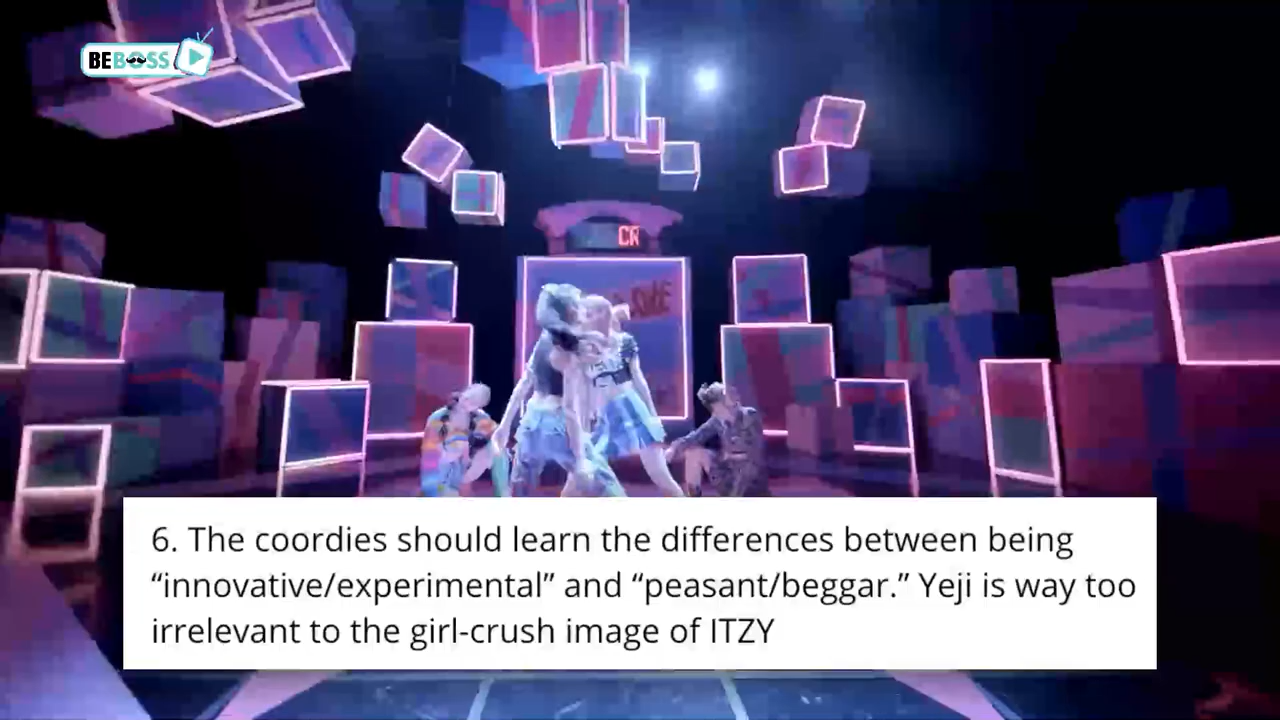 BEBOSS
CR
6. The coordies should learn the differences between being
“innovative/experimental” and “peasant/beggar.” Yeji is way too
irrelevant to the girl-crush image of ITZY